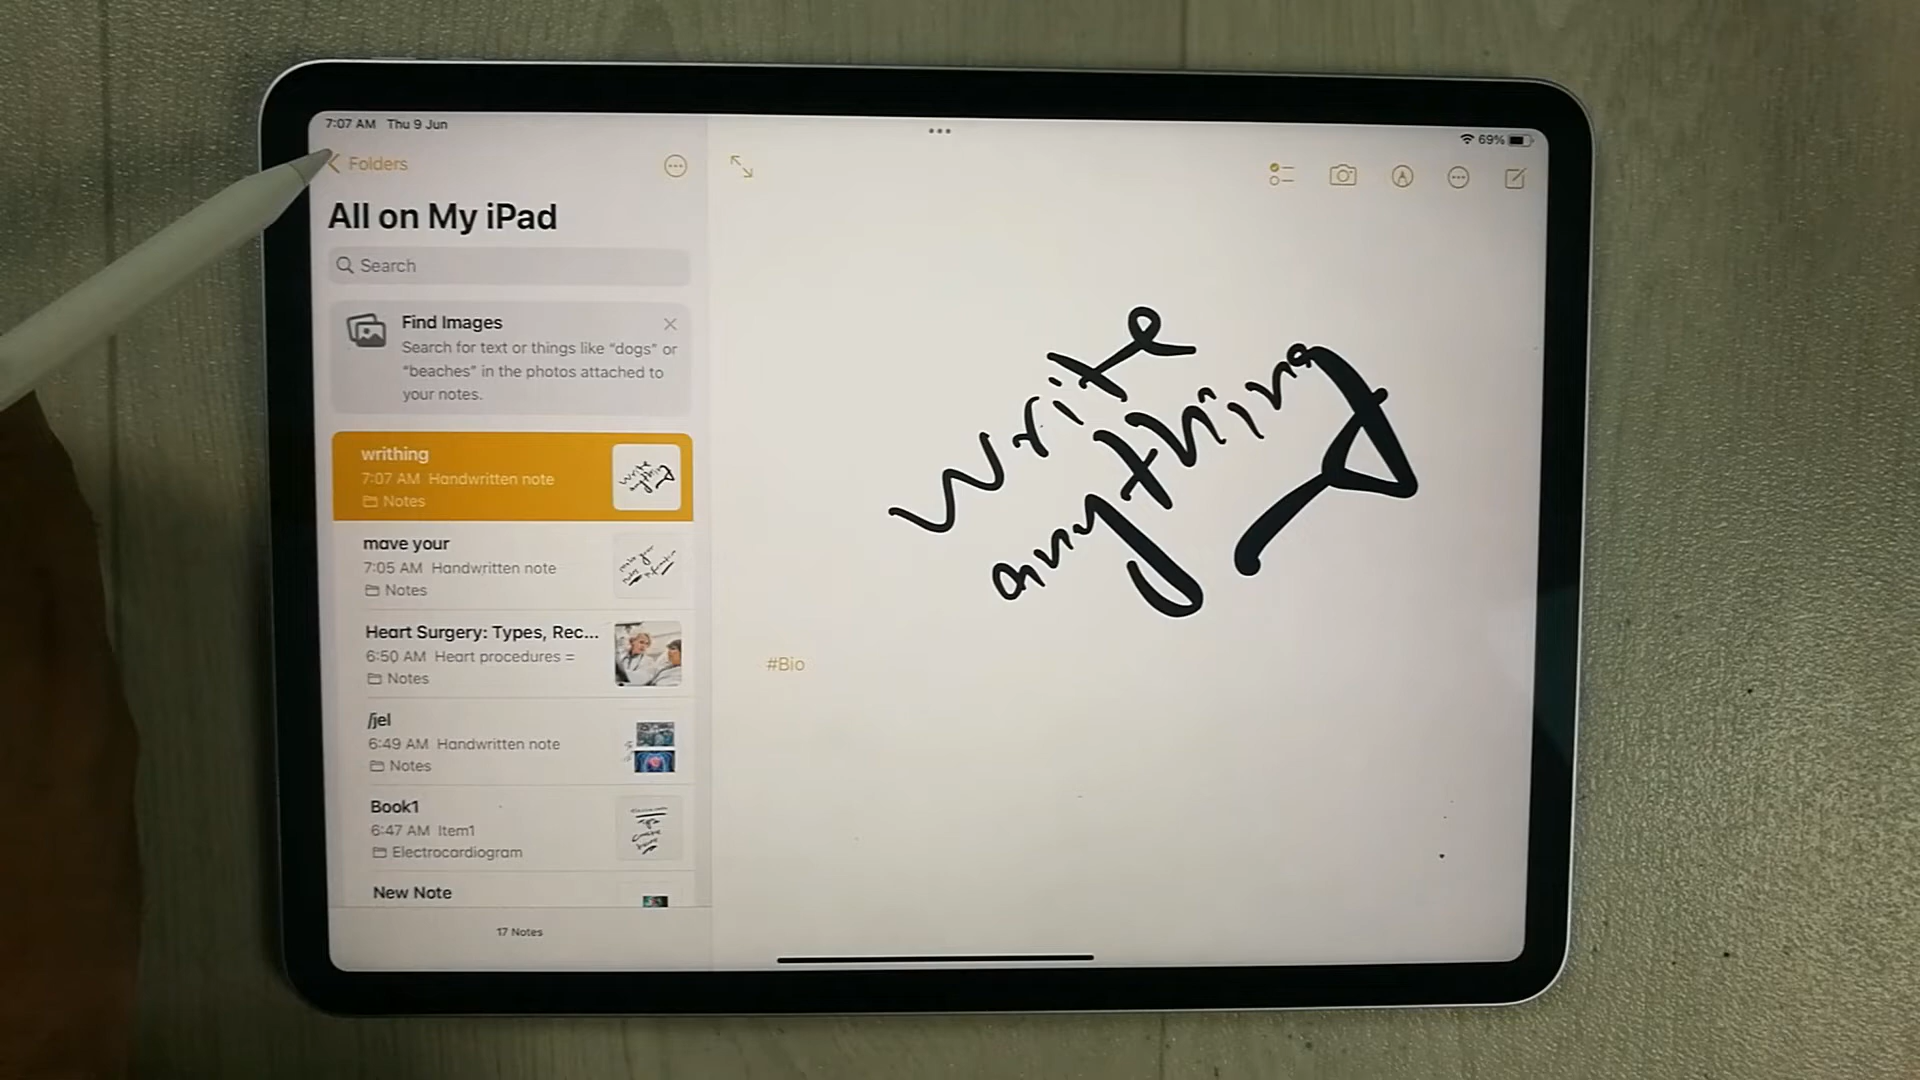 7:07 AM Thu 9 Jun
69%
Folders
All on My iPad
Search
Find Images
Search for text or things like “dogs” or
“beaches” in the photos attached to
your notes.
writhing
7:07 AM Handwritten note
Notes
mave your
7:05 AM Handwritten note
Notes
Heart Surgery: Types, Rec...
6:50 AM Heart procedures =
Notes
/jel
6:49 AM Handwritten note
Notes
Book1
6:47 AM Item1
Electrocardiogram
New Note
17 Notes
write
anything
#Bio